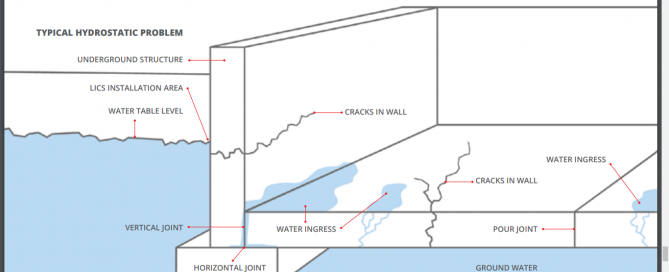 TYPICAL HYDROSTATIC PROBLEM
UNDERGROUND STRUCTURE
LICS INSTALLATION AREA
WATER TABLE LEVEL
CRACKS IN WALL
WATER INGRESS
CRACKS IN WALL
VERTICAL JOINT
WATER INGRESS
POUR JOINT
HORIZONTAL JOINT
GROUND WATER